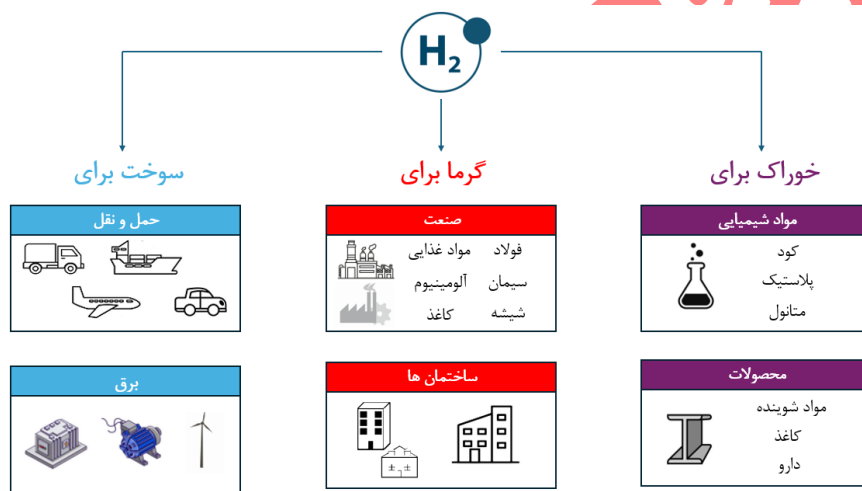 H2
خوراک برای
گرما برای
سوخت برای
مواد شیمیایی
کود
پلاستیک
متانول
محصولات
مواد شوینده
کاغذ
دارو
صنعت
فولاد مواد غذایی
سیمان آلومینیوم
شیشه کاغذ
ساختمان ها
حمل و نقل
برق